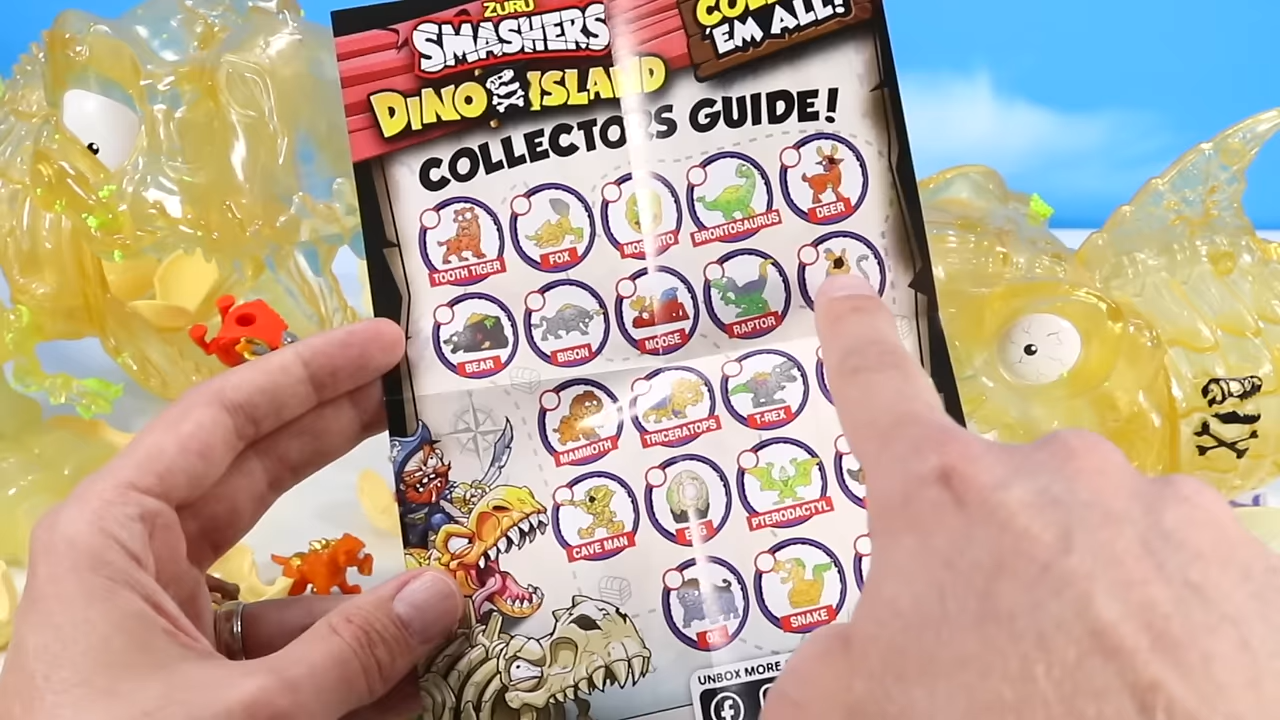 ZURU
SMASHERS
DINO ISLAND
'EM ALL!
COLLECTORS GUIDE!
TOOTH TIGER
FOX
MOSQUITO
BRONTOSAURUS
DEER
BEAR
BISON
MOOSE
RAPTOR
MAMMOTH
TRICERATOPS
T-REX
CAVE MAN
EGG
PTERODACTYL
OX
SNAKE
UNBOX MORE